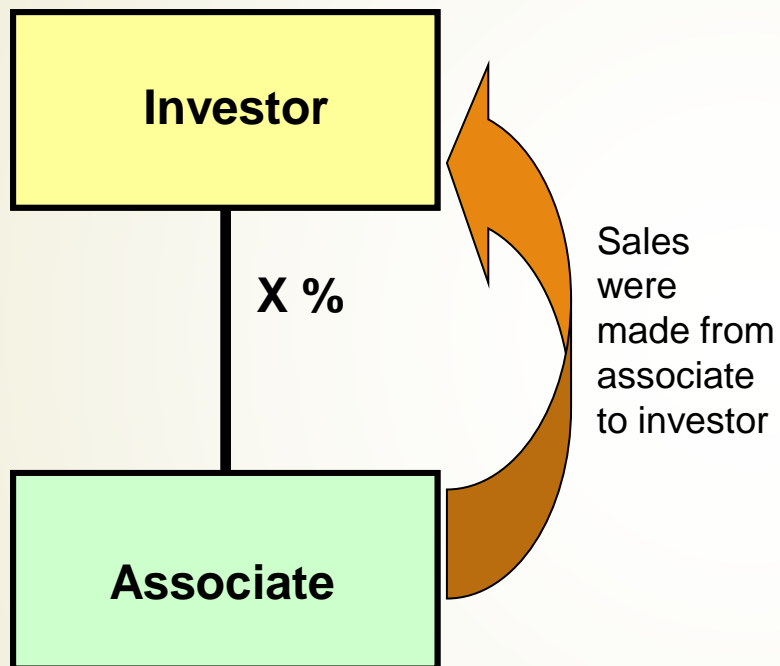 Investor
X %
Sales
were
made from
associate
to investor
Associate